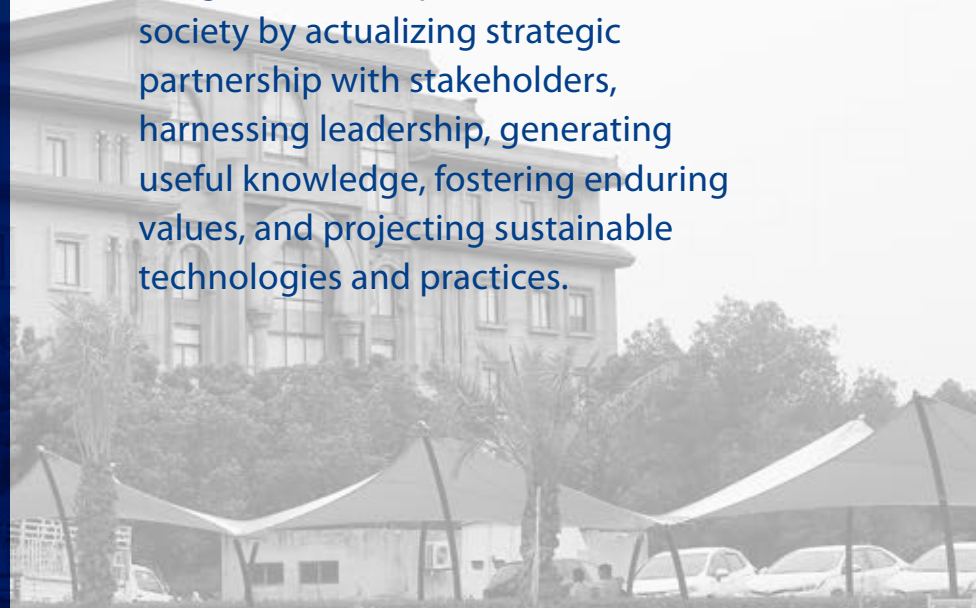 society by actualizing strategic
partnership with stakeholders,
harnessing leadership, generating
useful knowledge, fostering enduring
values, and projecting sustainable
technologies and practices.